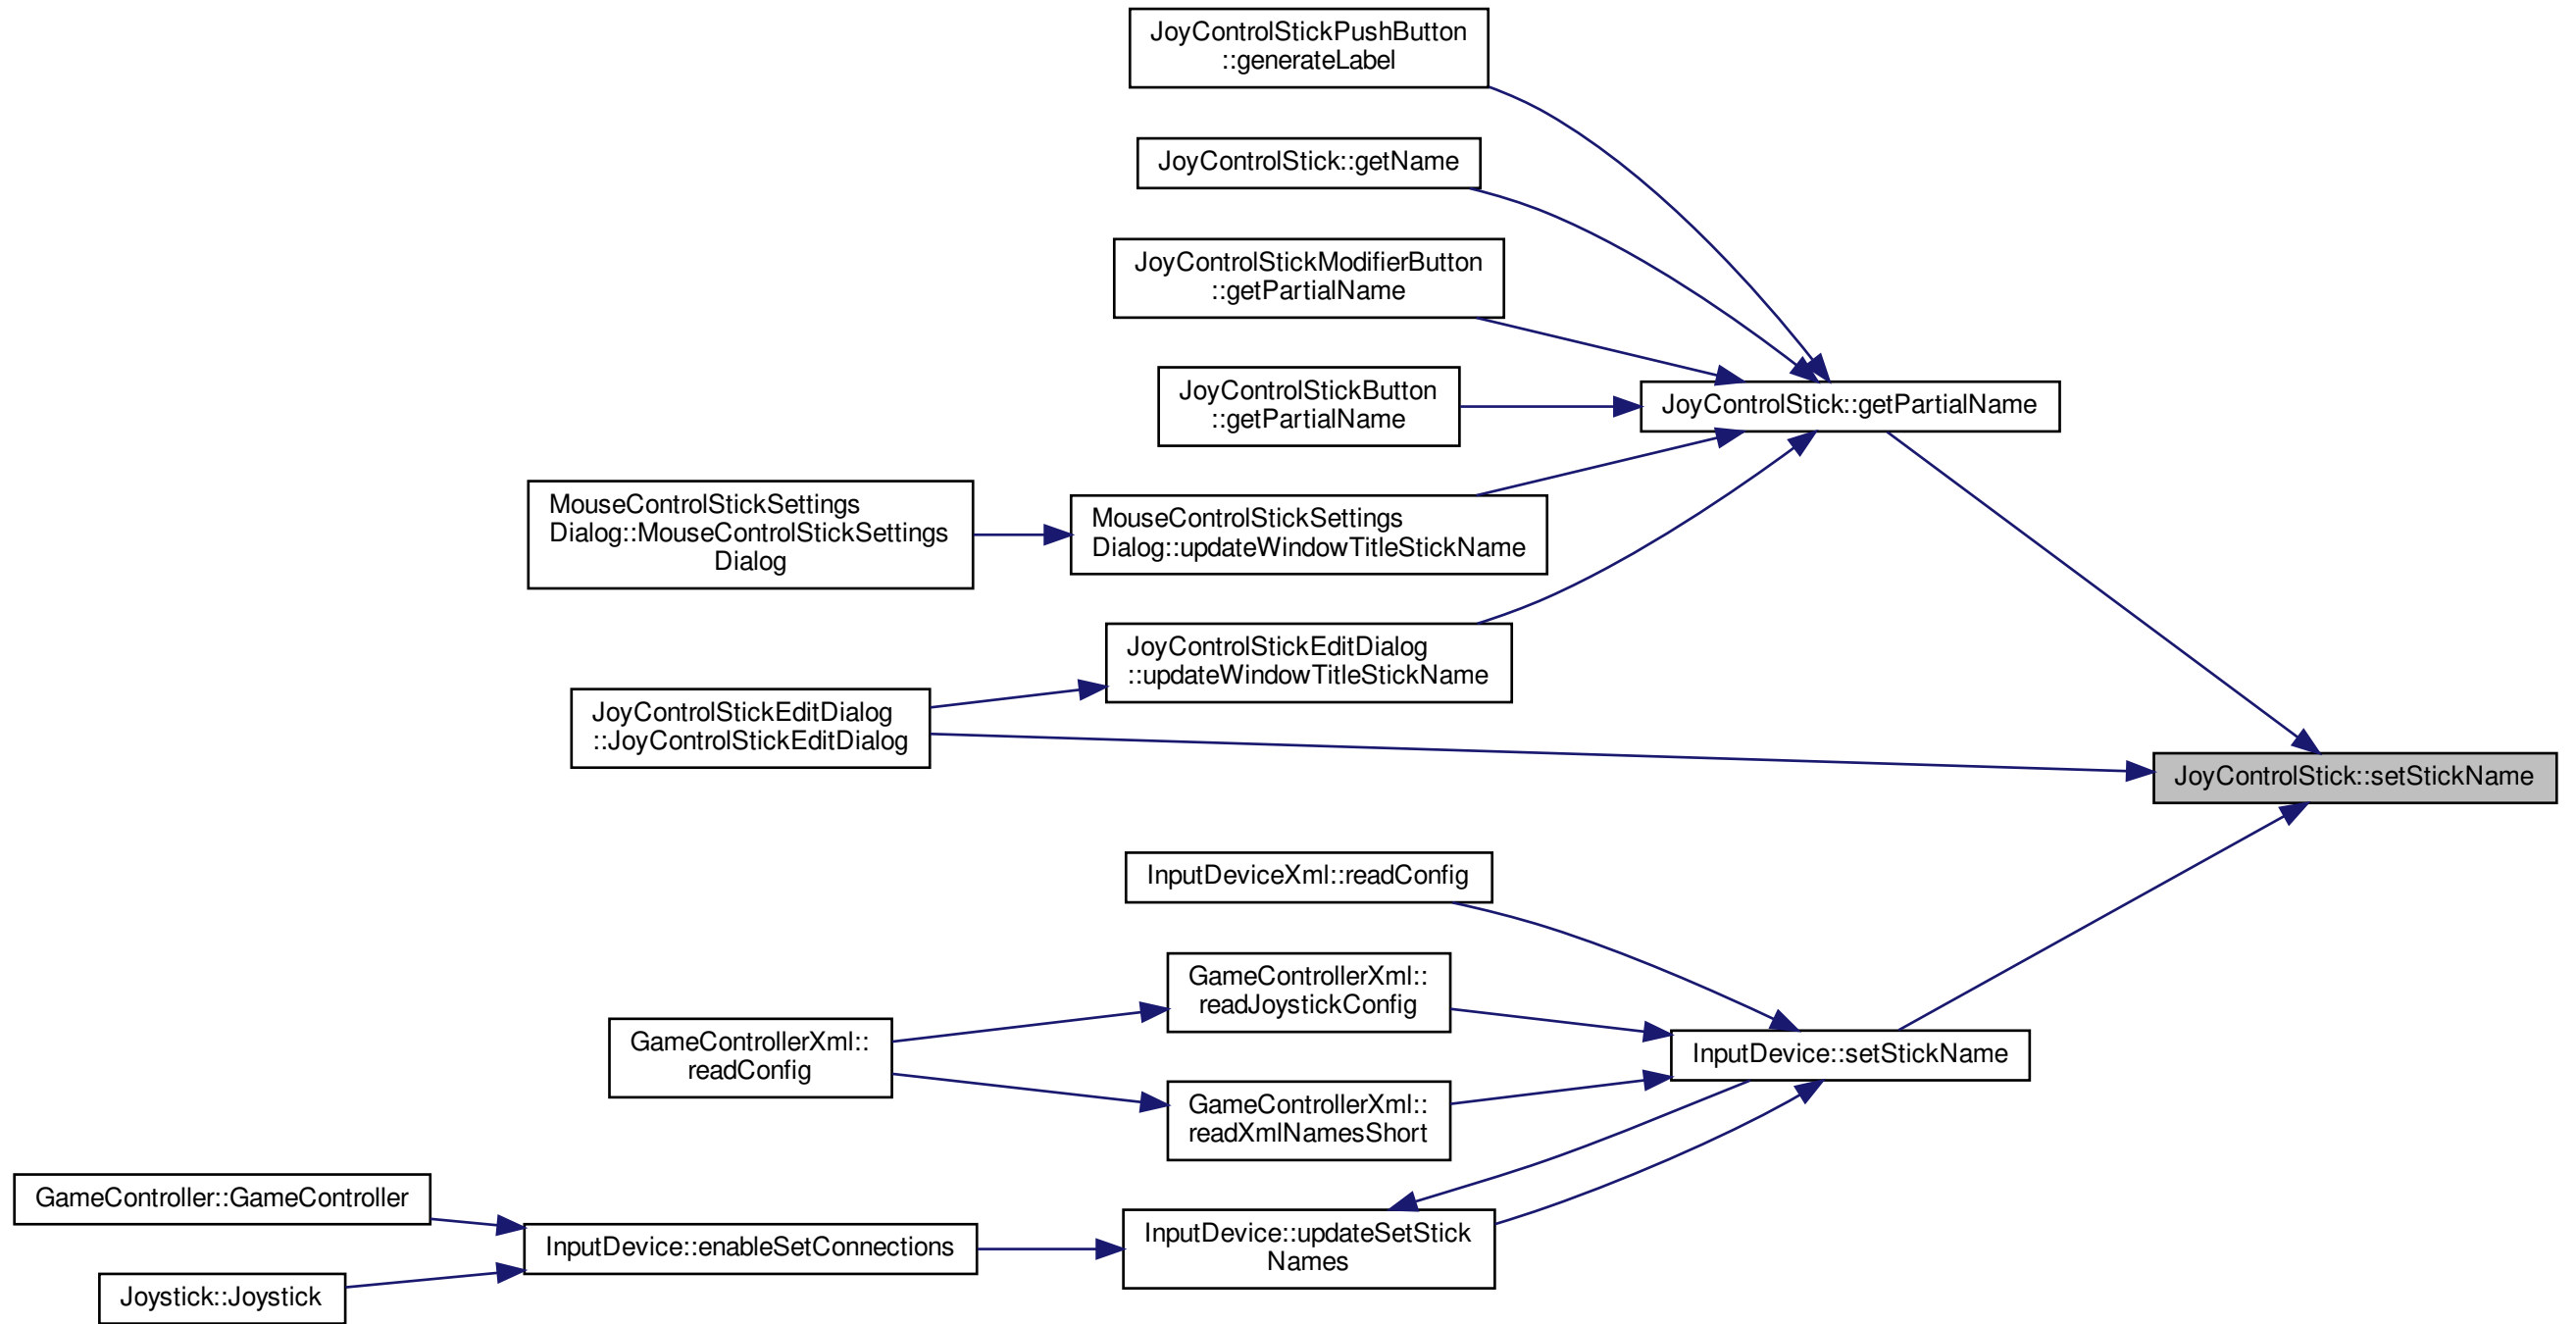 JoyControlStickPushButton
::generateLabel
JoyControlStick::getName
JoyControlStickModifierButton
::getPartialName
JoyControlStickButton
::getPartialName
JoyControlStick::getPartialName
MouseControlStickSettings
Dialog::MouseControlStickSettings
Dialog
MouseControlStickSettings
Dialog::updateWindowTitleStickName
JoyControlStickEditDialog
::updateWindowTitleStickName
JoyControlStickEditDialog
::JoyControlStickEditDialog
JoyControlStick::setStickName
InputDeviceXml::readConfig
GameControllerXml::
readJoystickConfig
GameControllerXml::
readConfig
InputDevice::setStickName
GameControllerXml::
readXmlNamesShort
GameController::GameController
InputDevice::enableSetConnections
InputDevice::updateSetStick
Names
Joystick::Joystick